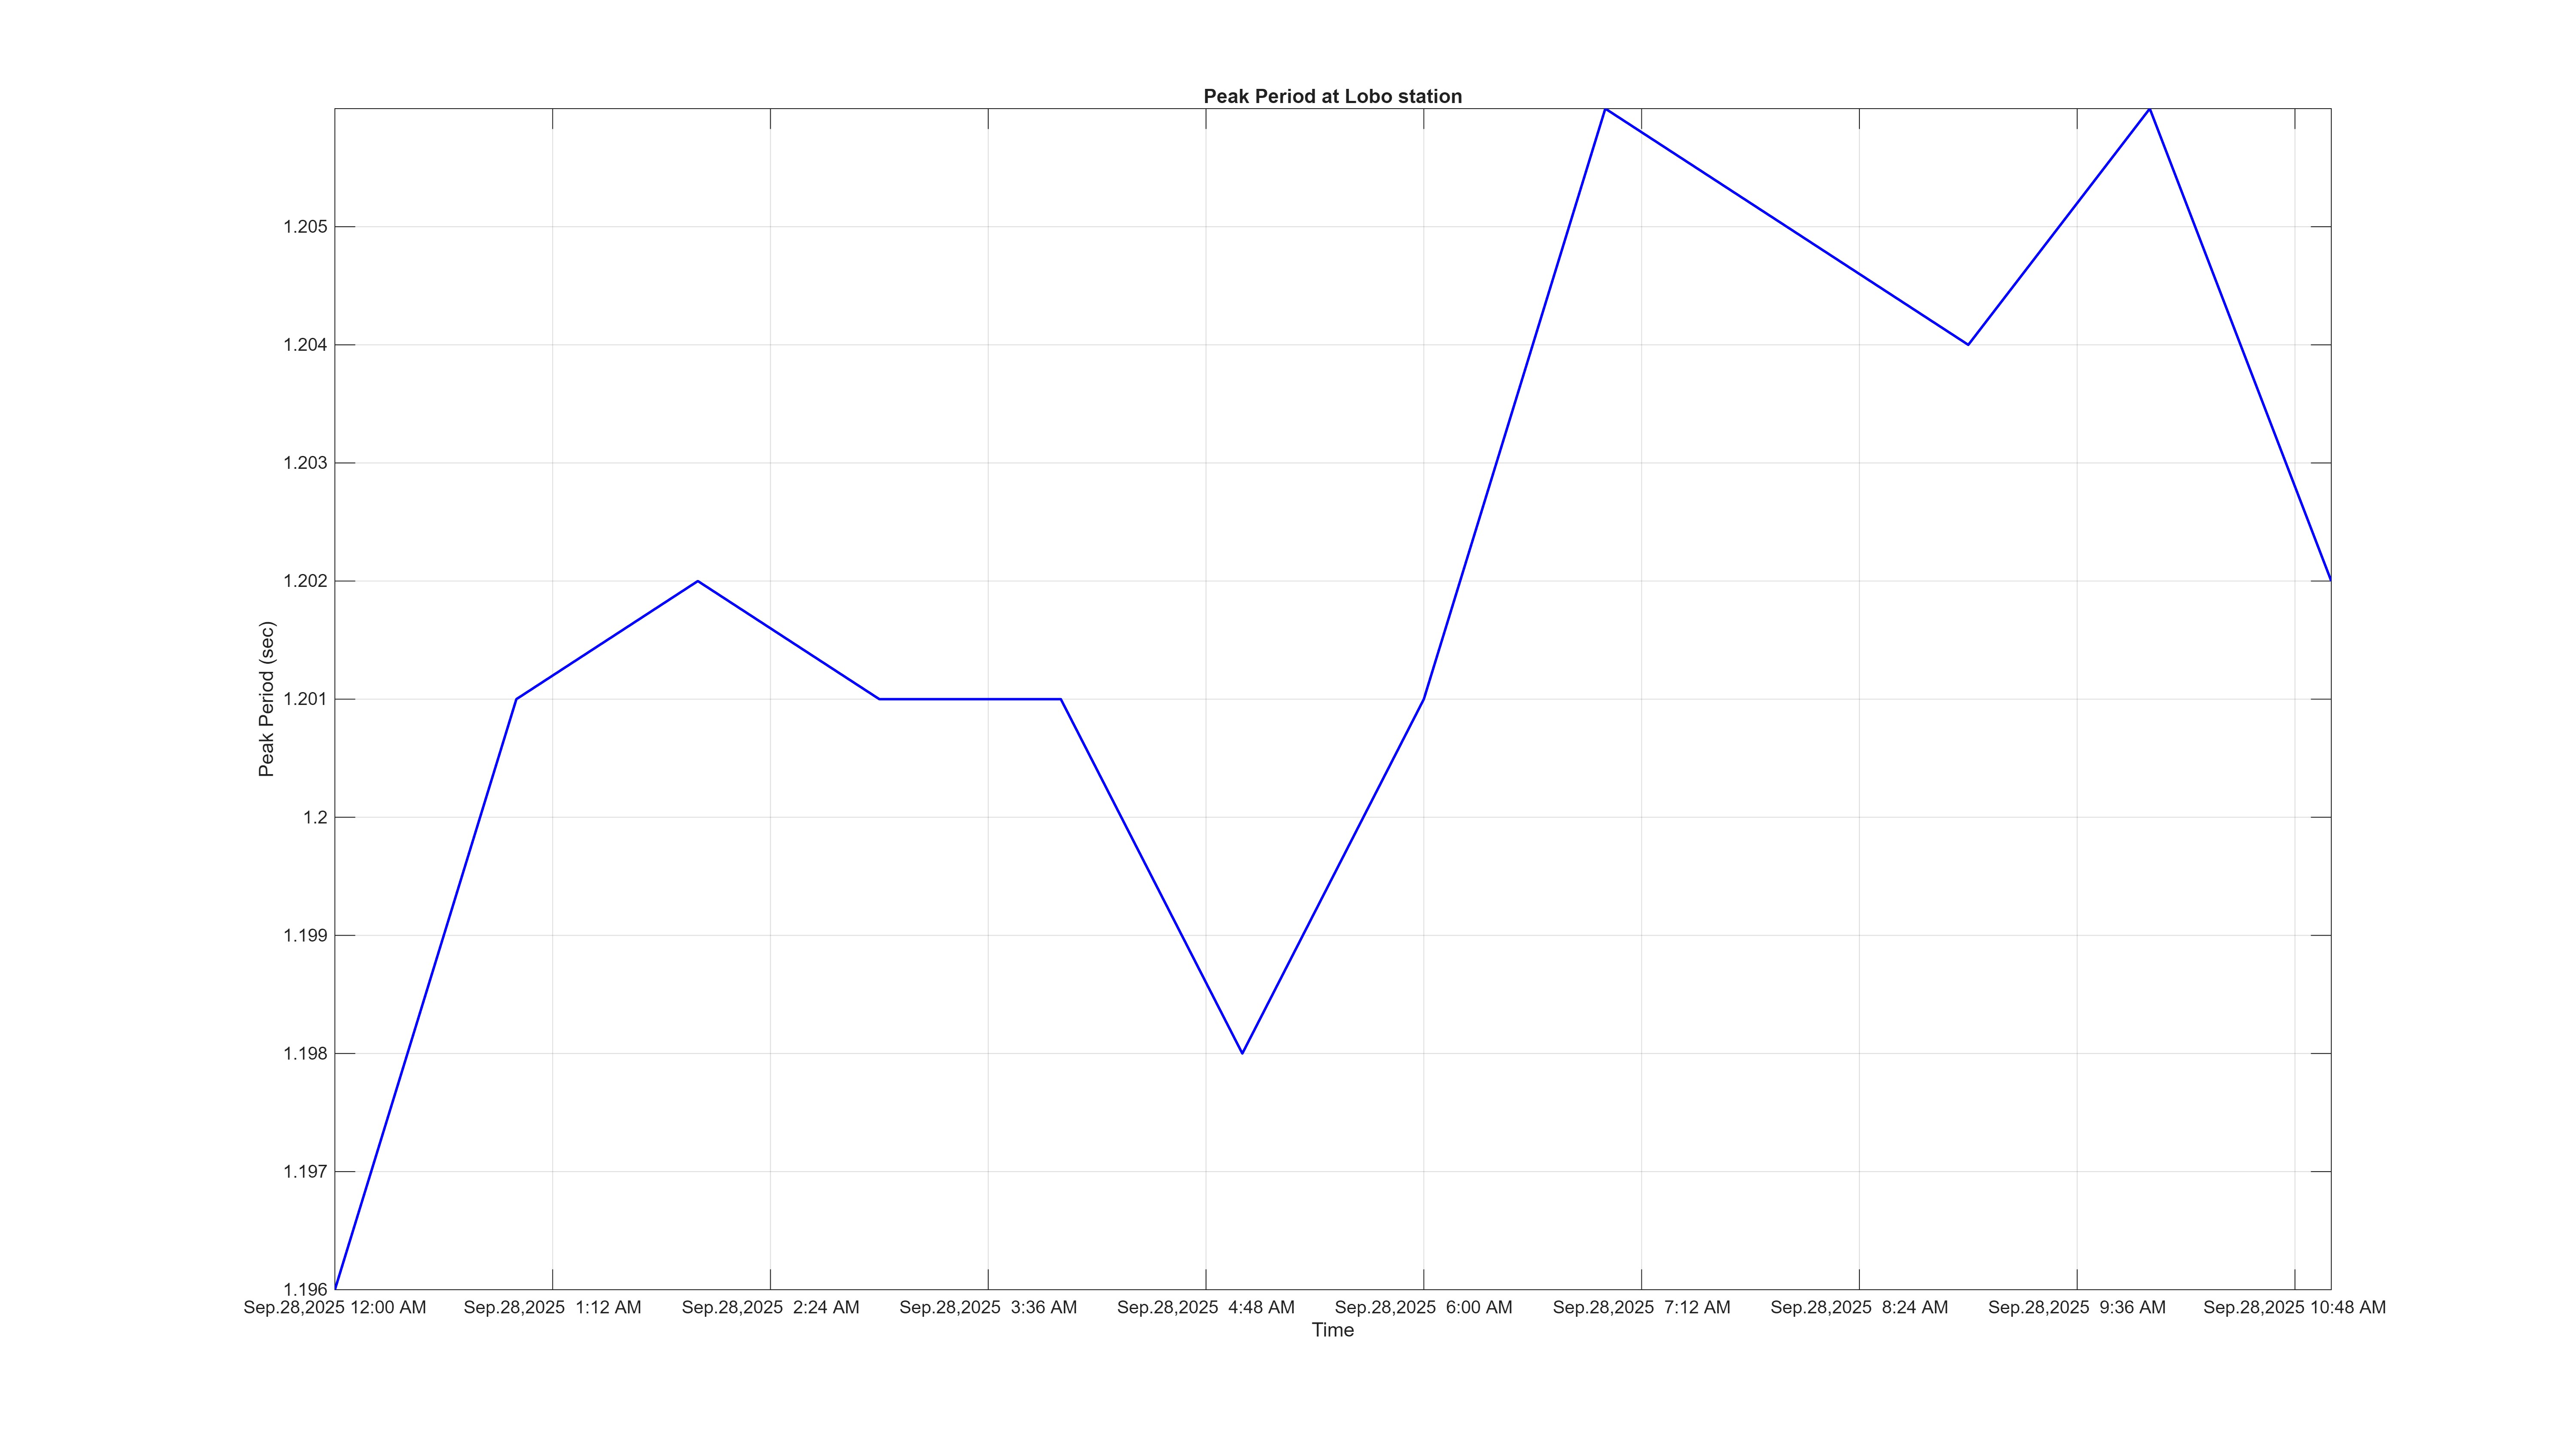 Peak Period at Lobo station
1.205
1.204
1.203
1.202
1.201
1.2
1.199
1.198
1.197
1.196
Peak Period (sec)
Sep.28,2025 12:00 AM
Sep.28,2025  1:12 AM
Sep.28,2025  2:24 AM
Sep.28,2025  3:36 AM
Sep.28,2025  4:48 AM
Sep.28,2025  6:00 AM
Sep.28,2025  7:12 AM
Sep.28,2025  8:24 AM
Sep.28,2025  9:36 AM
Sep.28,2025 10:48 AM
Time